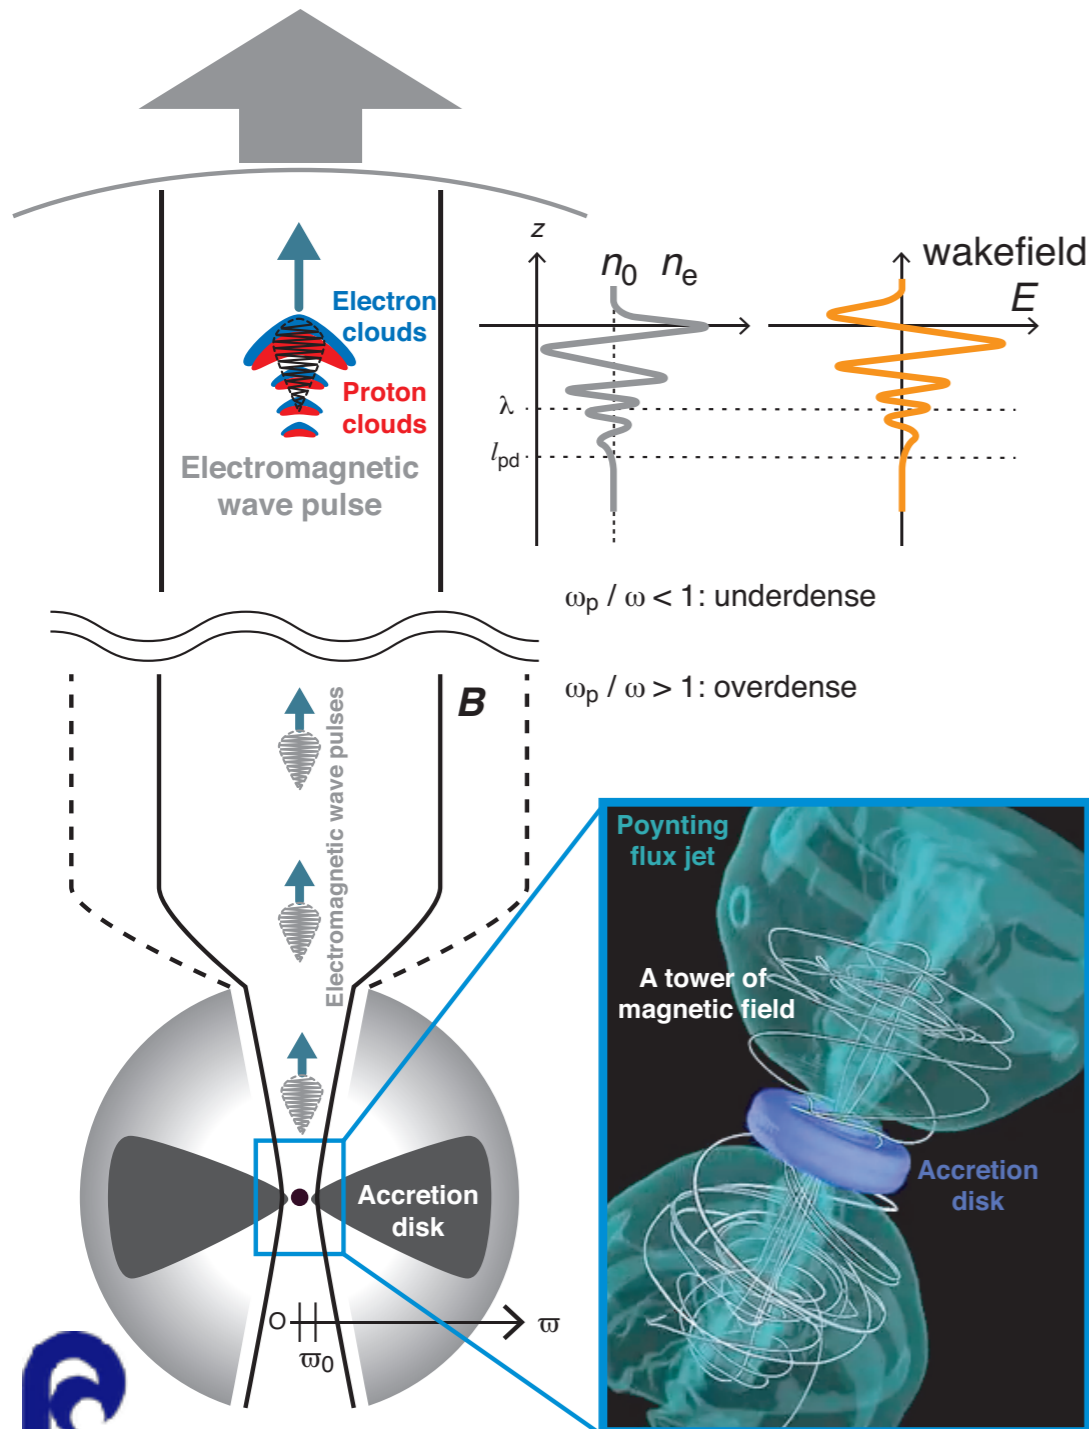 z
n₀ nₑ
wakefield
E
Electron
clouds
Proton
clouds
λ
lpd
Electromagnetic
wave pulse
ωp / ω < 1: underdense
ωp / ω > 1: overdense
B
Electromagnetic wave pulses
Poynting
flux jet
A tower of
magnetic field
Accretion
disk
Accretion
disk
O
ϖ
ϖ₀